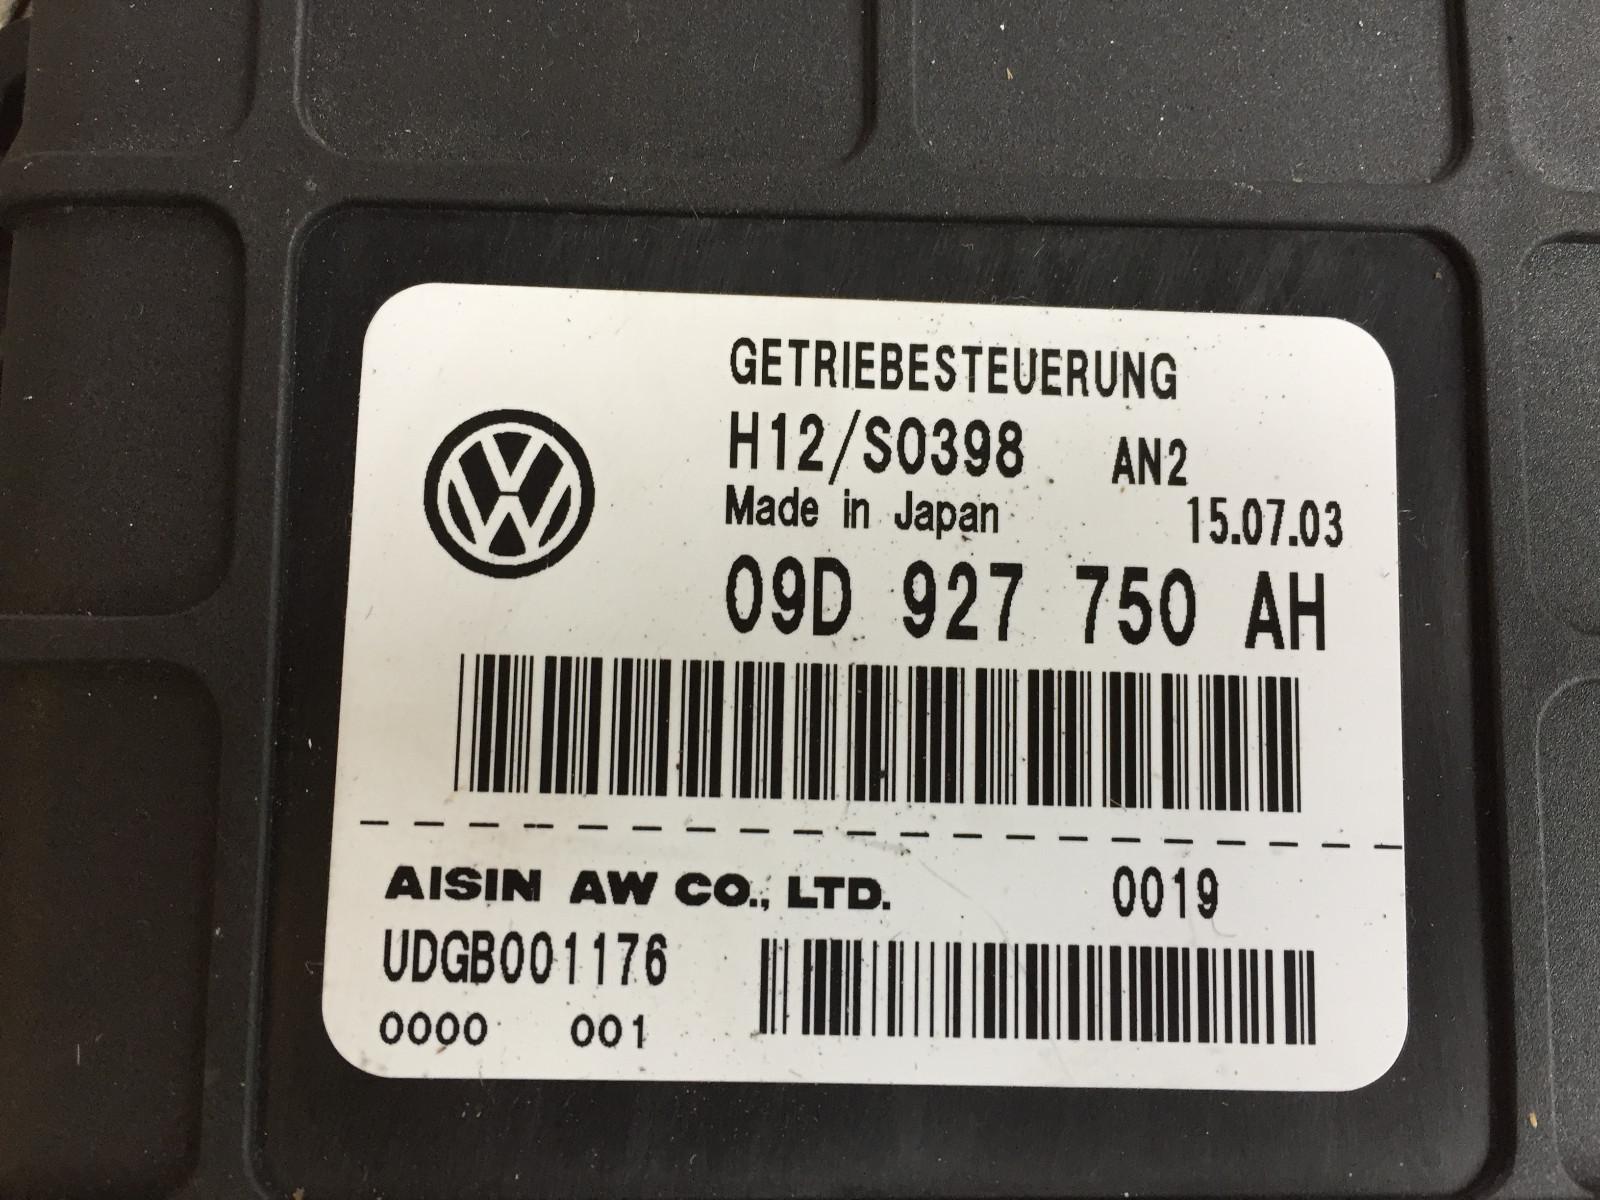 GETRIEBESTEUERUNG
H12/S0398 AN2
Made in Japan 15.07.03
09D 927 750 AH
AISIN AW CO., LTD. 0019
UDGB001176
0000 001